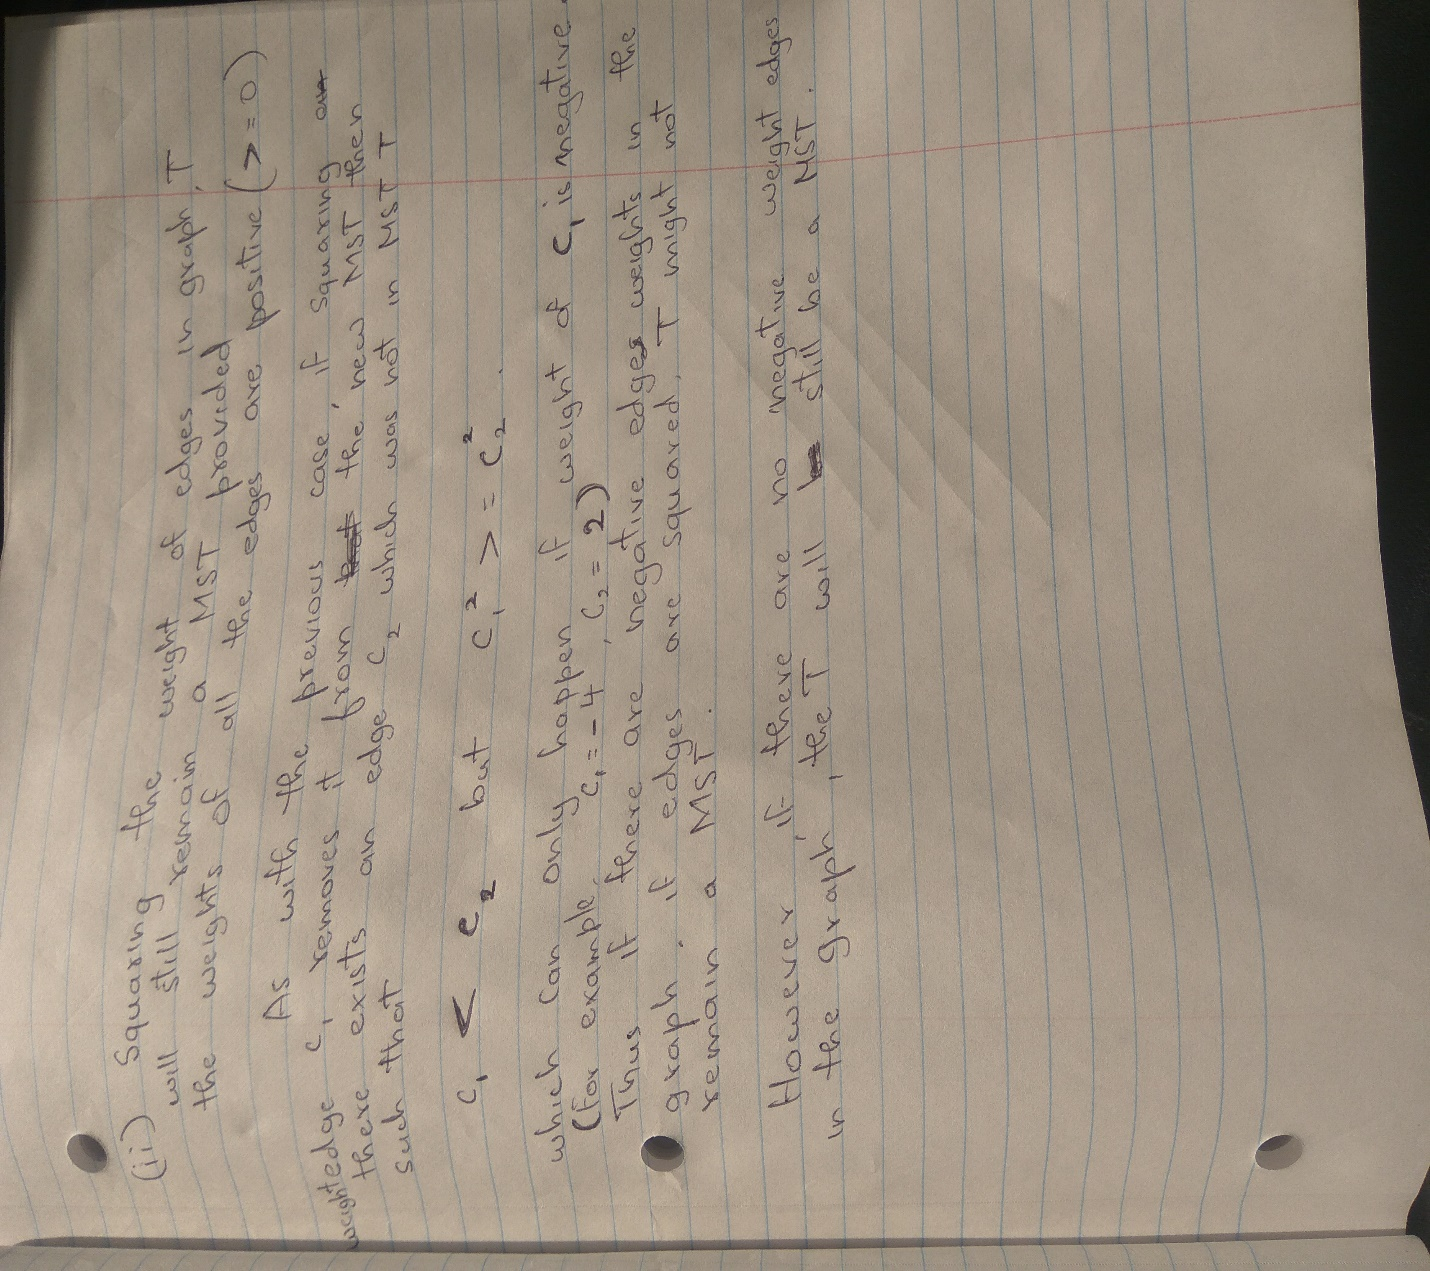 (ii) Squaring the weight of edges in graph, T
will still remain a MST provided
the weights of all the edges are positive (>=0)
As with the previous case, if squaring
weight edge c₁ removes it from the new MST then
there exists an edge c₂ which was not in MST T
such that
c₁ < c₂ but c₁² >= c₂².
which can only happen if weight of c₁ is negative.
(For example, c₁ = -4, c₂ = 2)
Thus if there are negative edges weights in the
graph. if edges are squared, T might not
remain a MST.
However, if there are no negative weight edges
in the graph, the T will still be a MST.